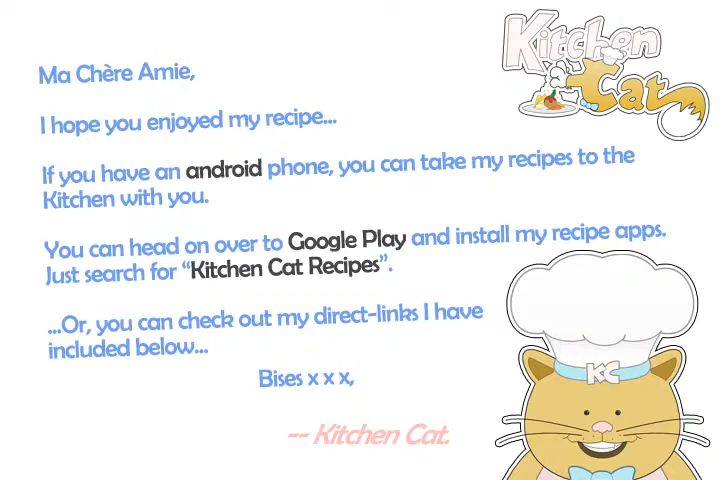 Kitchen
Cat
Ma Chère Amie,
I hope you enjoyed my recipe...
If you have an android phone, you can take my recipes to the
Kitchen with you.
You can head on over to Google Play and install my recipe apps.
Just search for “Kitchen Cat Recipes”.
...Or, you can check out my direct-links I have
included below...
Bises x x x,
-- Kitchen Cat.
KC